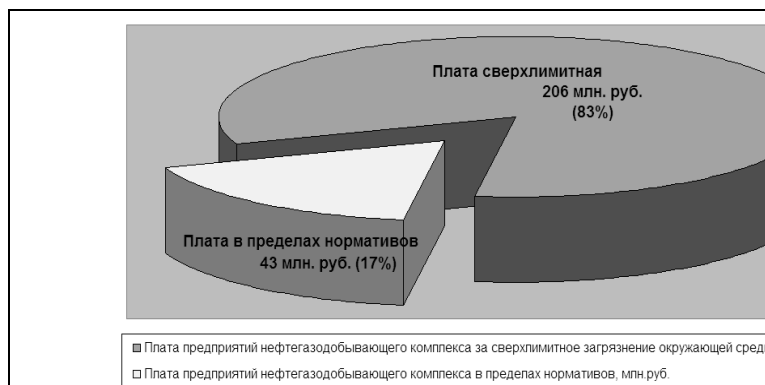 Плата сверхлимитная
206 млн. руб.
(83%)
Плата в пределах нормативов
43 млн. руб. (17%)
Плата предприятий нефтегазодобывающего комплекса за сверхлимитное загрязнение окружающей
Плата предприятий нефтегазодобывающего комплекса в пределах нормативов, млн.руб.